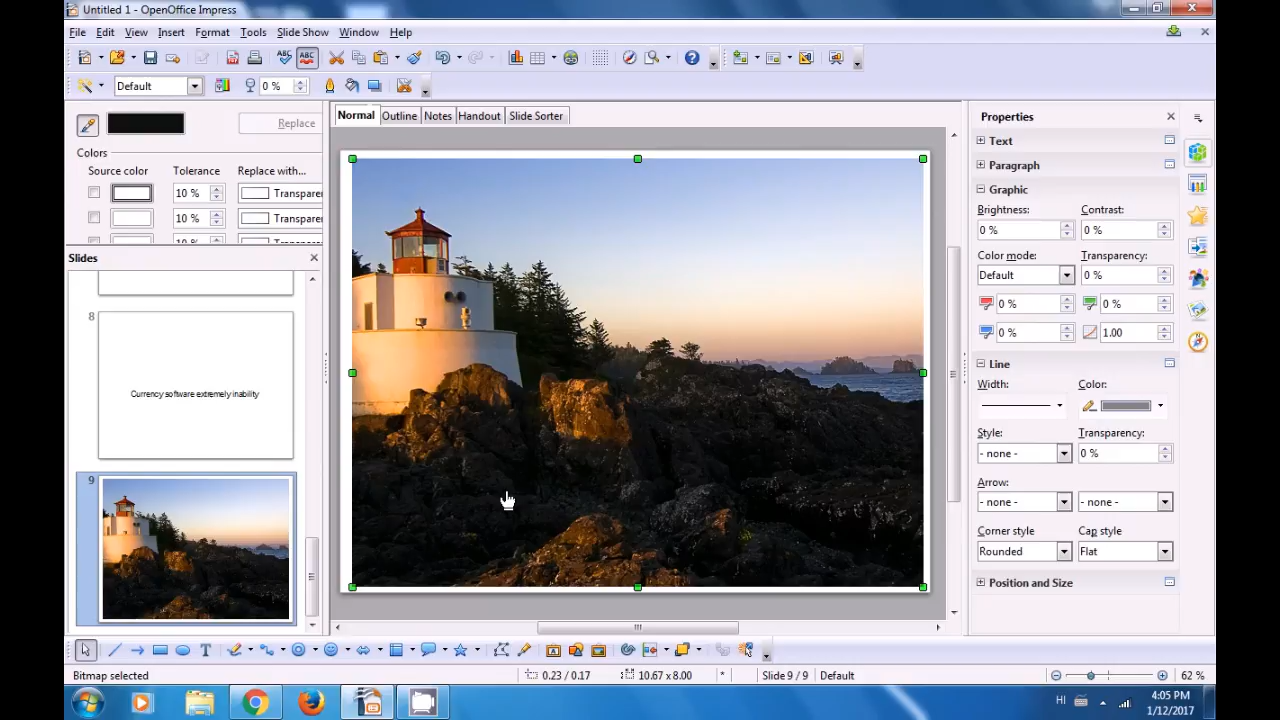 Untitled 1 - OpenOffice Impress
File Edit View Insert Format Tools Slide Show Window Help
Default 0 %
Replace
Colors
Source color Tolerance Replace with...
10 % Transpare
10 % Transpare
Slides
8
Currency software extremely inability
9
Normal Outline Notes Handout Slide Sorter
Properties
Text
Paragraph
Graphic
Brightness: Contrast:
0 % 0 %
Color mode: Transparency:
Default 0 %
0 % 0 %
0 % 1.00
Line
Width: Color:
Style: Transparency:
- none - 0 %
Arrow:
- none - - none -
Corner style Cap style
Rounded Flat
Position and Size
Bitmap selected 0.23 / 0.17 10.67 x 8.00 * Slide 9 / 9 Default 62 %
HI 4:05 PM
1/12/2017